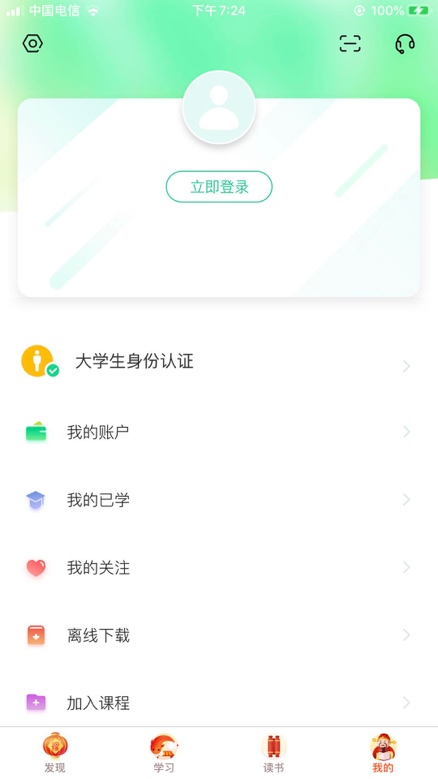 中国电信 下午7:24 100%
立即登录
大学生身份认证
我的账户
我的已学
我的关注
离线下载
加入课程
发现 学习 读书 我的